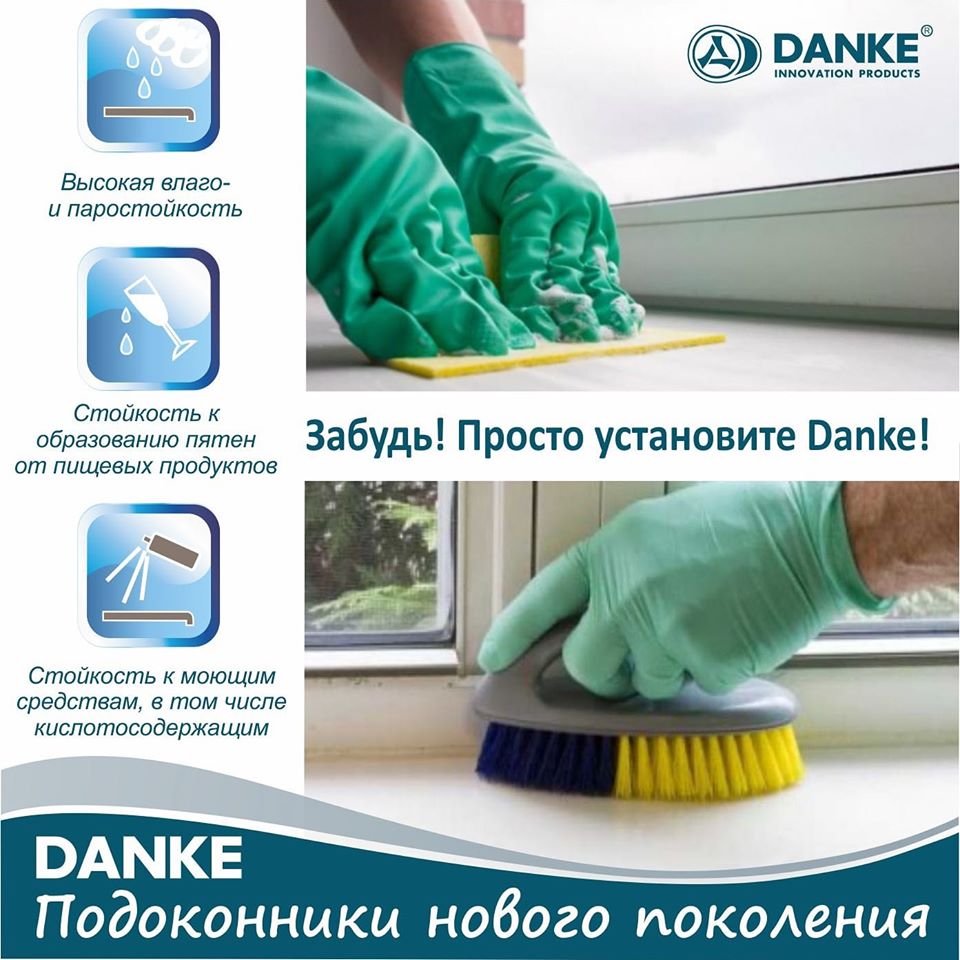 DANKE®
INNOVATION PRODUCTS
Высокая влаго-
и паростойкость
Стойкость к
образованию пятен
от пищевых продуктов
Забудь! Просто установите Danke!
Стойкость к моющим
средствам, в том числе
кислотосодержащим
DANKE
Подоконники нового поколения